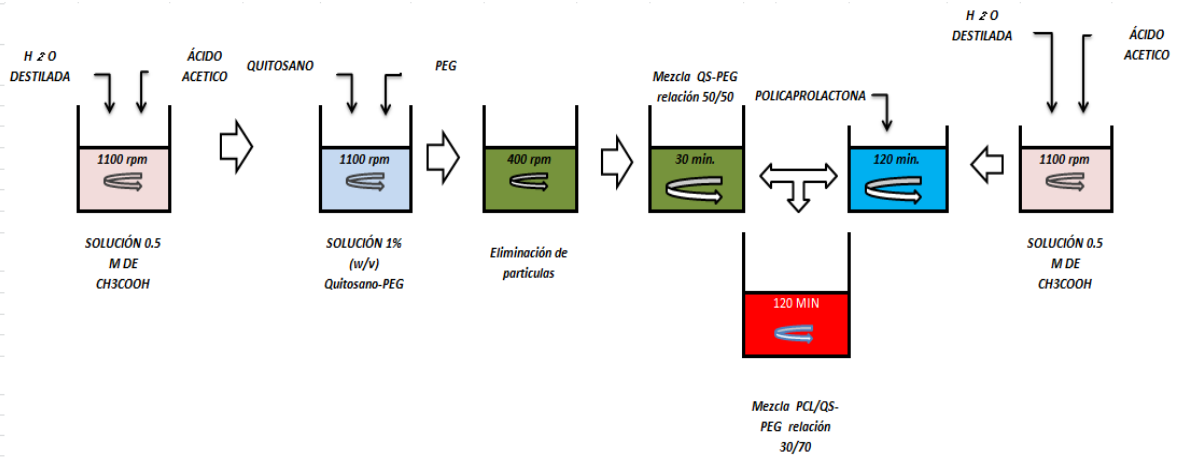 H 2 O
DESTILADA
ÁCIDO
ACETICO
1100 rpm
SOLUCIÓN 0.5
M DE
CH3COOH
QUITOSANO
PEG
1100 rpm
SOLUCIÓN 1%
(w/v)
Quitosano-PEG
400 rpm
Eliminación de
particulas
Mezcla QS-PEG
relación 50/50
30 min.
POLICAPROLACTONA
120 min.
H 2 O
DESTILADA
ÁCIDO
ACETICO
1100 rpm
SOLUCIÓN 0.5
M DE
CH3COOH
120 MIN
Mezcla PCL/QS-
PEG relación
30/70